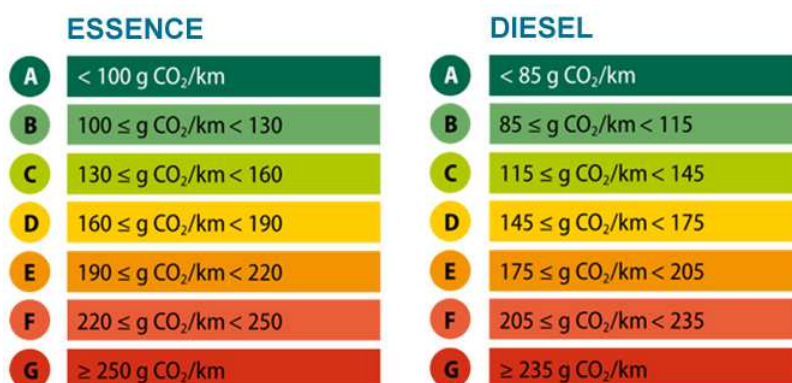 ESSENCE
A < 100 g CO₂/km
B 100 ≤ g CO₂/km < 130
C 130 ≤ g CO₂/km < 160
D 160 ≤ g CO₂/km < 190
E 190 ≤ g CO₂/km < 220
F 220 ≤ g CO₂/km < 250
G ≥ 250 g CO₂/km
DIESEL
A < 85 g CO₂/km
B 85 ≤ g CO₂/km < 115
C 115 ≤ g CO₂/km < 145
D 145 ≤ g CO₂/km < 175
E 175 ≤ g CO₂/km < 205
F 205 ≤ g CO₂/km < 235
G ≥ 235 g CO₂/km